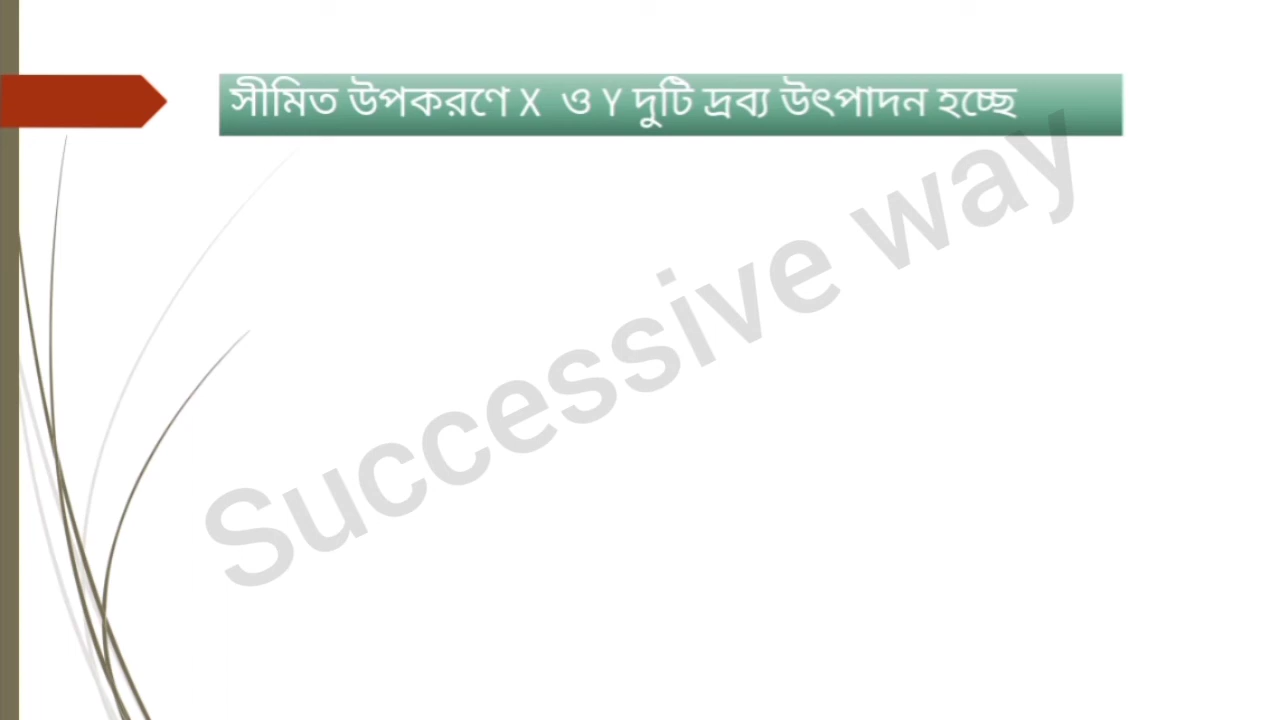 সীমিত উপকরণে X ও Y দুটি দ্রব্য উৎপাদন হচ্ছে
Successive way